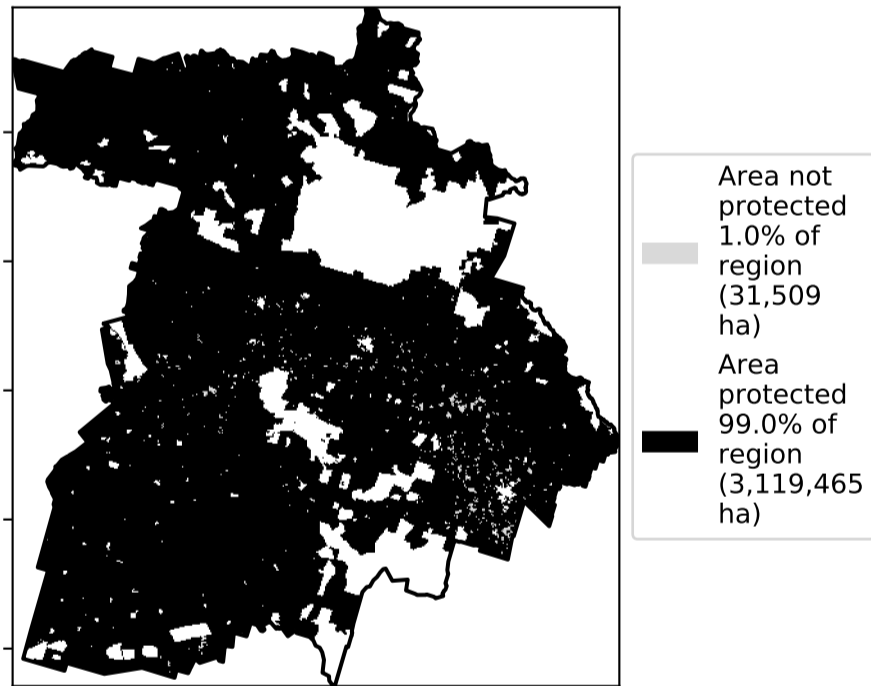 Area not
protected
1.0% of
region
(31,509
ha)
Area
protected
99.0% of
region
(3,119,465
ha)